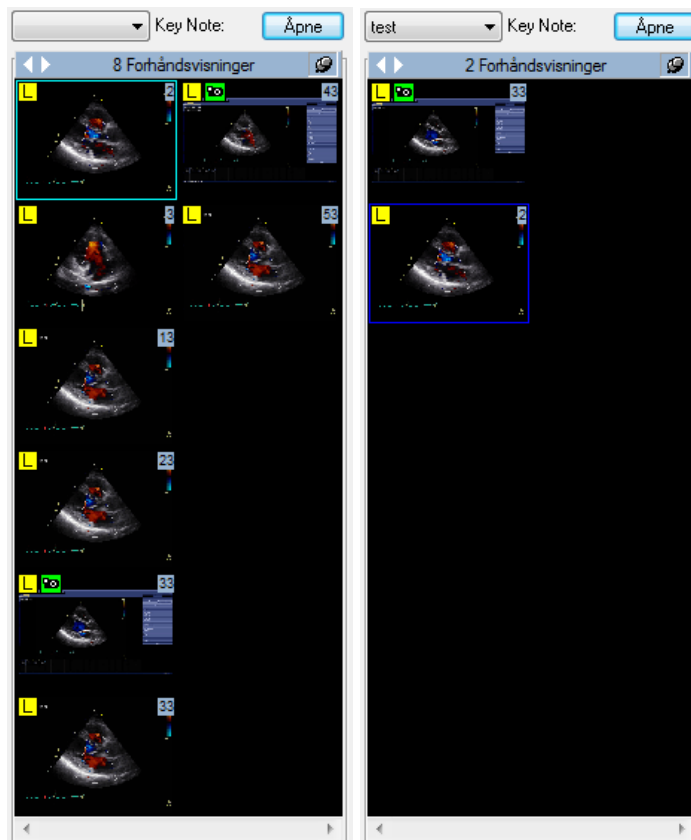 Key Note: Åpne
8 Forhåndsvisninger
L 2
L 43
L 3
L 53
L 13
L 23
L 33
L 33
test Key Note: Åpne
2 Forhåndsvisninger
L 33
L 2